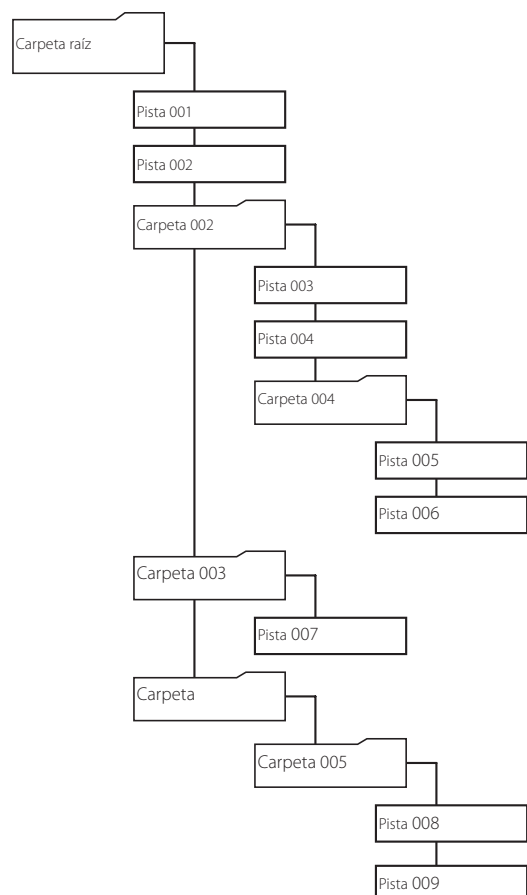 Carpeta raíz
Pista 001
Pista 002
Carpeta 002
Pista 003
Pista 004
Carpeta 004
Pista 005
Pista 006
Carpeta 003
Pista 007
Carpeta
Carpeta 005
Pista 008
Pista 009